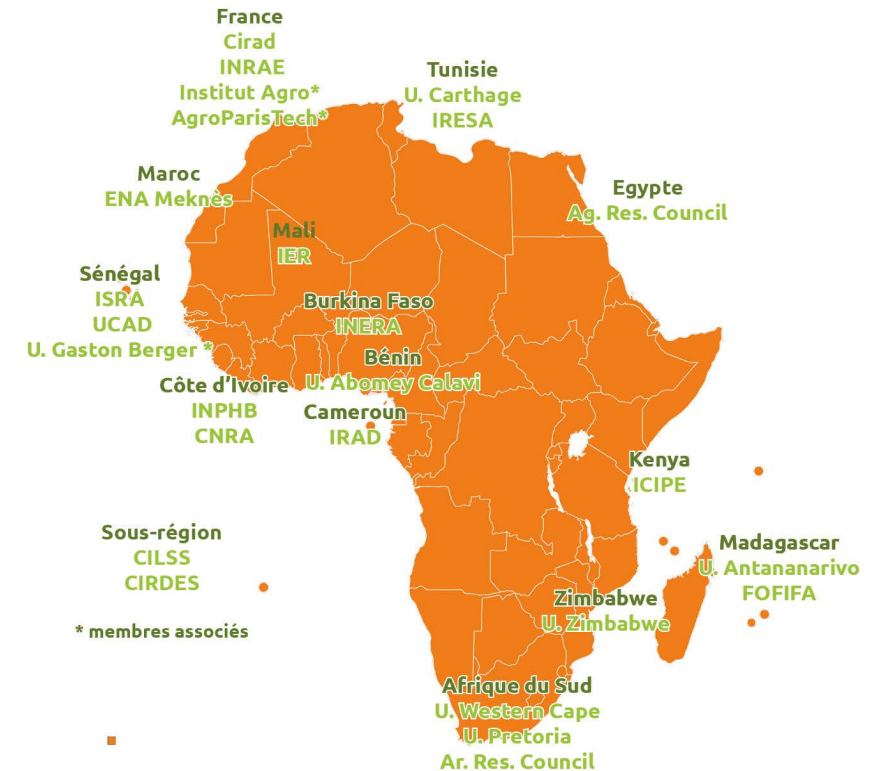 France
Cirad
INRAE
Institut Agro*
AgroParisTech*
Tunisie
U. Carthage
IRESA
Maroc
ENA Meknès
Egypte
Ag. Res. Council
Mali
IER
Sénégal
ISRA
UCAD
U. Gaston Berger *
Burkina Faso
INERA
Bénin
U. Abomey Calavi
Côte d’Ivoire
INPHB
CNRA
Cameroun
IRAD
Kenya
ICIPE
Sous-région
CILSS
CIRDES
* membres associés
Madagascar
U. Antananarivo
FOFIFA
Zimbabwe
U. Zimbabwe
Afrique du Sud
U. Western Cape
U. Pretoria
Ar. Res. Council